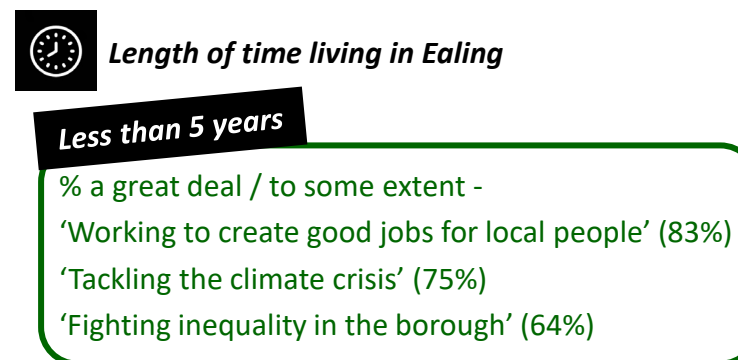 Length of time living in Ealing
Less than 5 years
% a great deal / to some extent -
‘Working to create good jobs for local people’ (83%)
‘Tackling the climate crisis’ (75%)
‘Fighting inequality in the borough’ (64%)